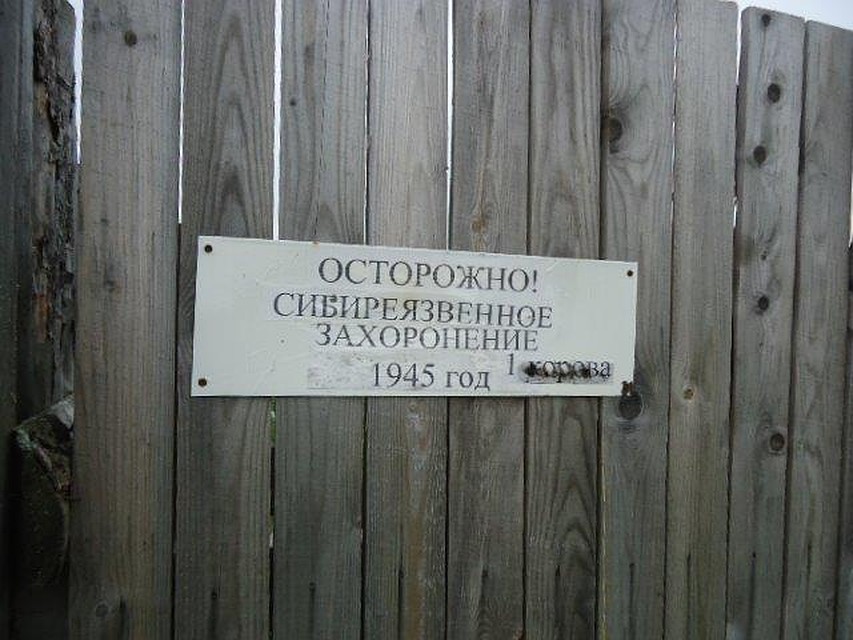 ОСТОРОЖНО!
СИБИРЕЯЗВЕННОЕ
ЗАХОРОНЕНИЕ
1945 год 1 корова